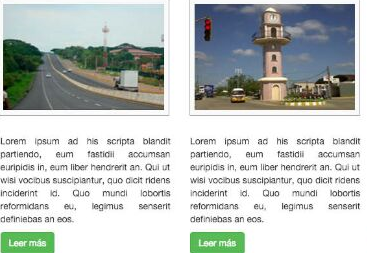 Lorem ipsum ad his scripta blandit
partiendo, eum fastidii accumsan
euripidis in, eum liber hendrerit an. Qui ut
wisi vocibus suscipiantur, quo dicit ridens
inciderint id. Quo mundi lobortis
reformidans eu, legimus senserit
definiebas an eos.
Leer más
Lorem ipsum ad his scripta blandit
partiendo, eum fastidii accumsan
euripidis in, eum liber hendrerit an. Qui ut
wisi vocibus suscipiantur, quo dicit ridens
inciderint id. Quo mundi lobortis
reformidans eu, legimus senserit
definiebas an eos.
Leer más